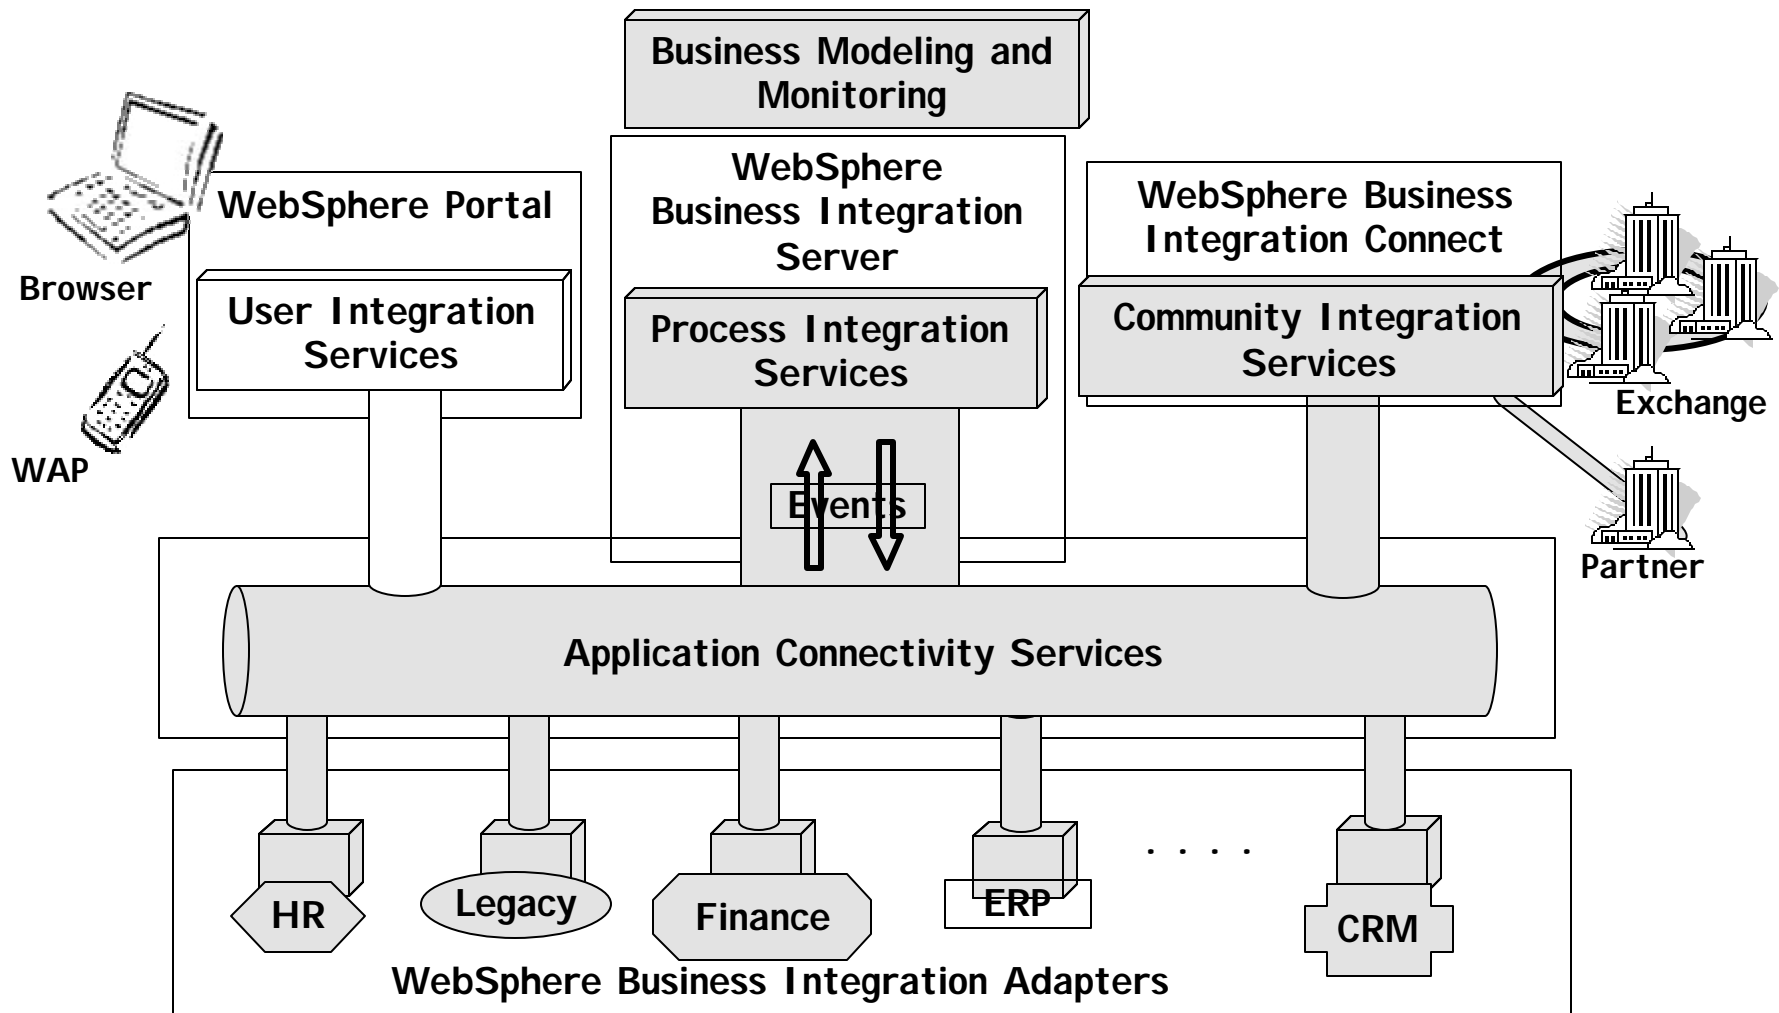 Business Modeling and
Monitoring
WebSphere
Business Integration
Server
WebSphere Portal
WebSphere Business
Integration Connect
Browser
User Integration
Services
Process Integration
Services
Community Integration
Services
Exchange
WAP
Events
Partner
Application Connectivity Services
. . . .
HR
Legacy
Finance
ERP
CRM
WebSphere Business Integration Adapters